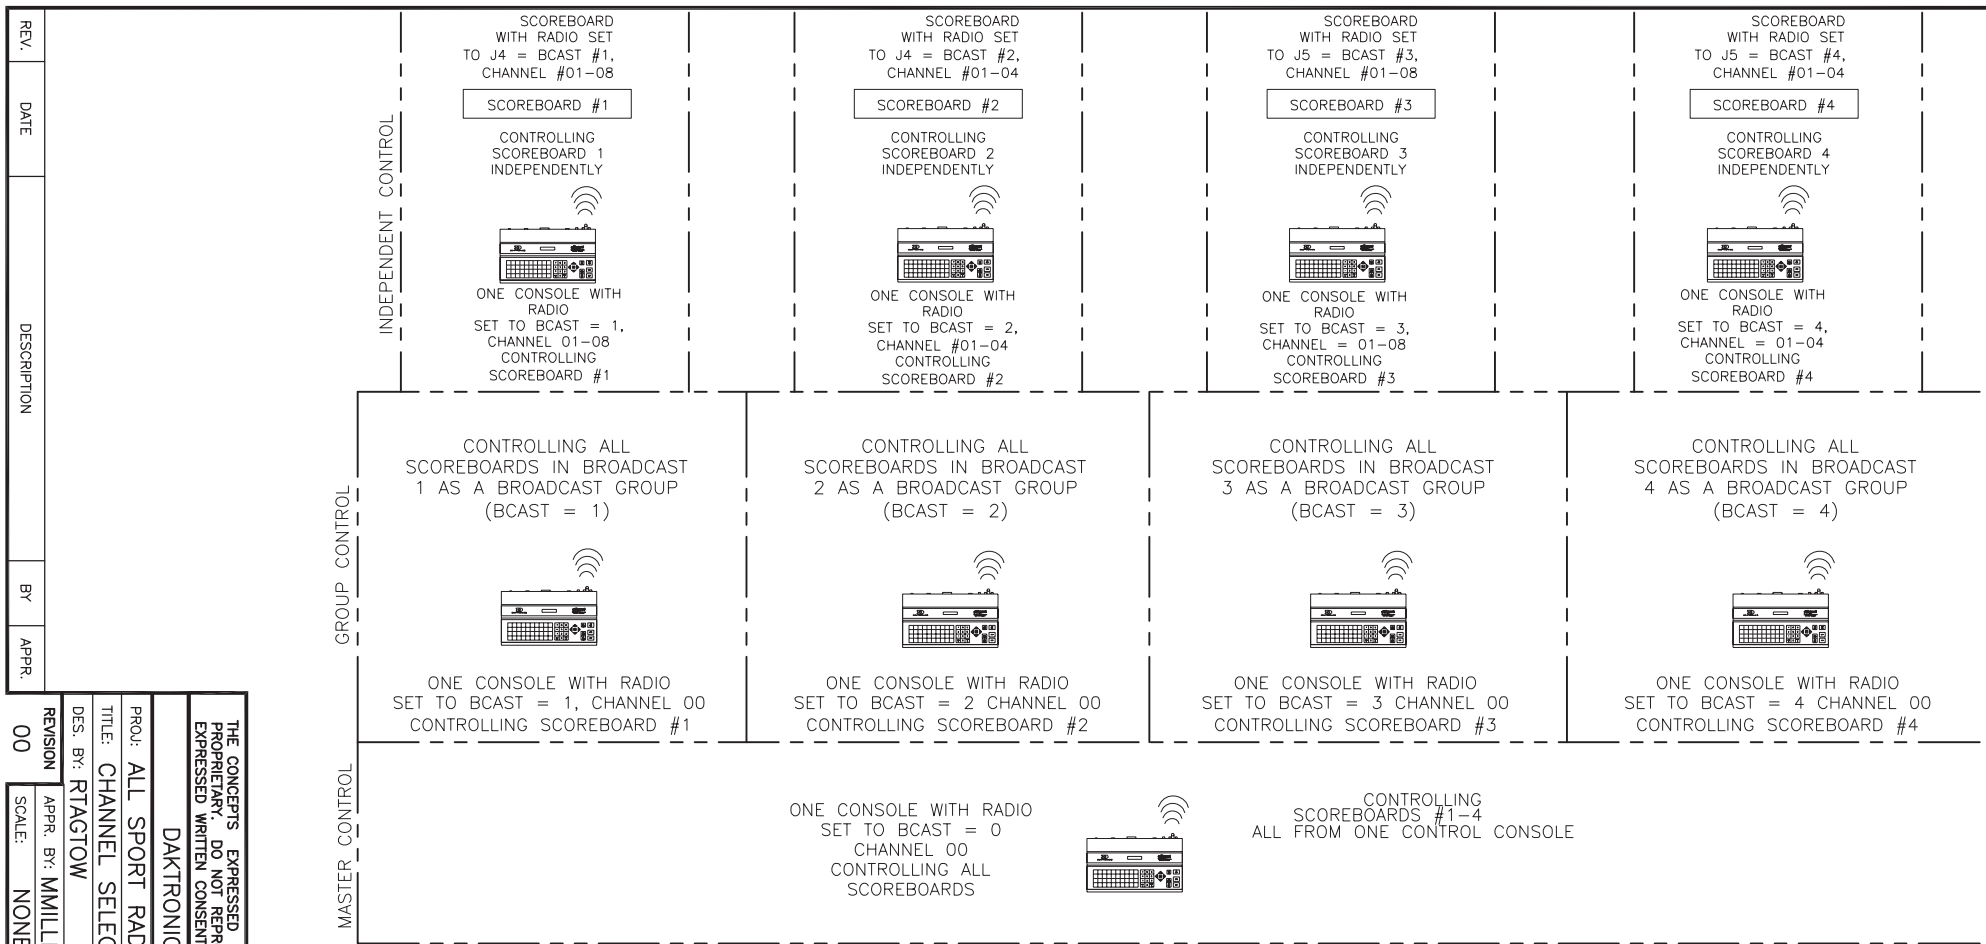 REV.
DATE
DESCRIPTION
BY
APPR.
INDEPENDENT CONTROL
SCOREBOARD
WITH RADIO SET
TO J4 = BCAST #1,
CHANNEL #01-08
SCOREBOARD #1
CONTROLLING
SCOREBOARD 1
INDEPENDENTLY
ONE CONSOLE WITH
RADIO
SET TO BCAST = 1,
CHANNEL 01-08
CONTROLLING
SCOREBOARD #1
SCOREBOARD
WITH RADIO SET
TO J4 = BCAST #2,
CHANNEL #01-04
SCOREBOARD #2
CONTROLLING
SCOREBOARD 2
INDEPENDENTLY
ONE CONSOLE WITH
RADIO
SET TO BCAST = 2,
CHANNEL #01-04
CONTROLLING
SCOREBOARD #2
SCOREBOARD
WITH RADIO SET
TO J5 = BCAST #3,
CHANNEL #01-08
SCOREBOARD #3
CONTROLLING
SCOREBOARD 3
INDEPENDENTLY
ONE CONSOLE WITH
RADIO
SET TO BCAST = 3,
CHANNEL = 01-08
CONTROLLING
SCOREBOARD #3
SCOREBOARD
WITH RADIO SET
TO J5 = BCAST #4,
CHANNEL #01-04
SCOREBOARD #4
CONTROLLING
SCOREBOARD 4
INDEPENDENTLY
ONE CONSOLE WITH
RADIO
SET TO BCAST = 4,
CHANNEL = 01-04
CONTROLLING
SCOREBOARD #4
GROUP CONTROL
CONTROLLING ALL
SCOREBOARDS IN BROADCAST
1 AS A BROADCAST GROUP
(BCAST = 1)
ONE CONSOLE WITH RADIO
SET TO BCAST = 1, CHANNEL 00
CONTROLLING SCOREBOARD #1
CONTROLLING ALL
SCOREBOARDS IN BROADCAST
2 AS A BROADCAST GROUP
(BCAST = 2)
ONE CONSOLE WITH RADIO
SET TO BCAST = 2 CHANNEL 00
CONTROLLING SCOREBOARD #2
CONTROLLING ALL
SCOREBOARDS IN BROADCAST
3 AS A BROADCAST GROUP
(BCAST = 3)
ONE CONSOLE WITH RADIO
SET TO BCAST = 3 CHANNEL 00
CONTROLLING SCOREBOARD #3
CONTROLLING ALL
SCOREBOARDS IN BROADCAST
4 AS A BROADCAST GROUP
(BCAST = 4)
ONE CONSOLE WITH RADIO
SET TO BCAST = 4 CHANNEL 00
CONTROLLING SCOREBOARD #4
MASTER CONTROL
ONE CONSOLE WITH RADIO
SET TO BCAST = 0
CHANNEL 00
CONTROLLING ALL
SCOREBOARDS
CONTROLLING
SCOREBOARDS #1-4
ALL FROM ONE CONTROL CONSOLE
THE CONCEPTS EXPRESSED
PROPRIETARY. DO NOT REPR
EXPRESSED WRITTEN CONSENT
DAKTRONIC
PROJ: ALL SPORT RAD
TITLE: CHANNEL SELEC
DES. BY: RTAGTOW
REVISION
00
APPR. BY: MMILL
SCALE: NONE